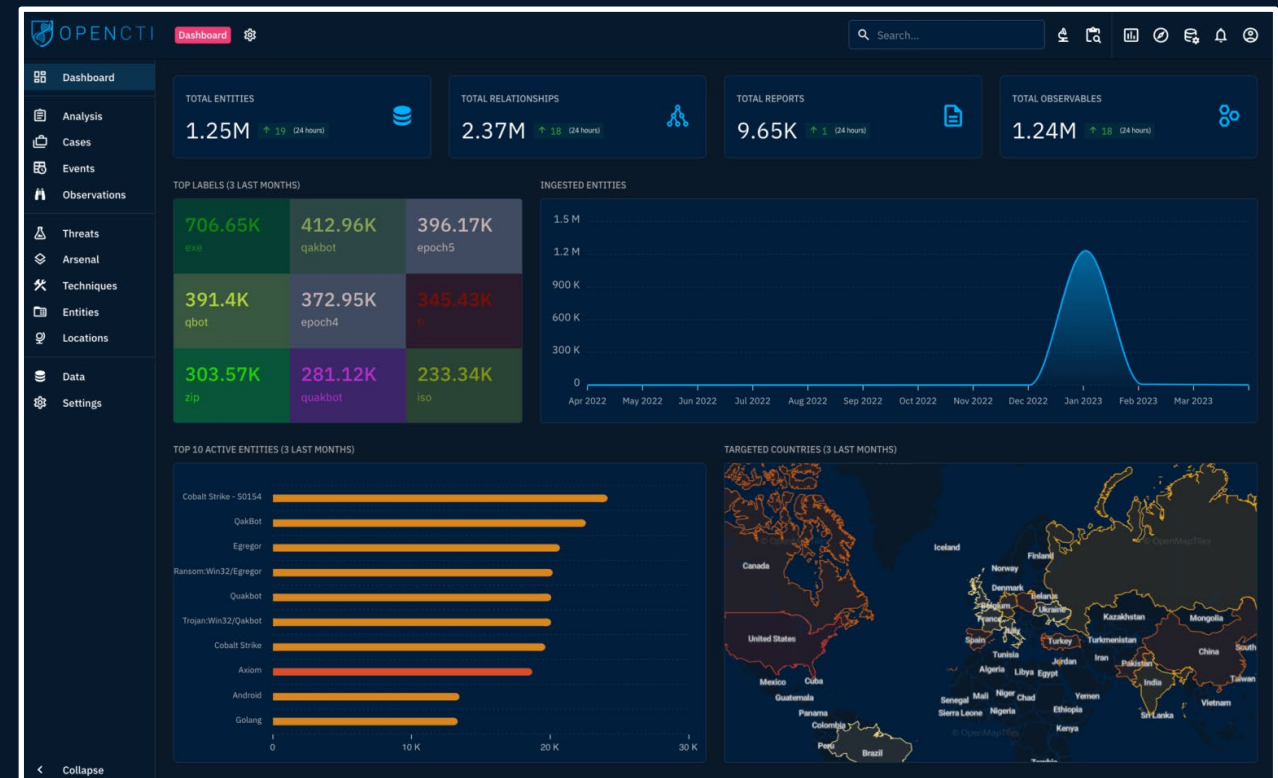 OPENCTI
Dashboard
Search...
Dashboard
Analysis
Cases
Events
Observations
Threats
Arsenal
Techniques
Entities
Locations
Data
Settings
Collapse
TOTAL ENTITIES
1.25M ↑ 19 (24 hours)
TOTAL RELATIONSHIPS
2.37M ↑ 18 (24 hours)
TOTAL REPORTS
9.65K ↑ 1 (24 hours)
TOTAL OBSERVABLES
1.24M ↑ 18 (24 hours)
TOP LABELS (3 LAST MONTHS)
706.65K
exe
412.96K
qakbot
396.17K
epoch5
391.4K
qbot
372.95K
epoch4
345.43K
303.57K
zip
281.12K
quakbot
233.34K
iso
INGESTED ENTITIES
1.5 M
1.2 M
900 K
600 K
300 K
0
Apr 2022 May 2022 Jun 2022 Jul 2022 Aug 2022 Sep 2022 Oct 2022 Nov 2022 Dec 2022 Jan 2023 Feb 2023 Mar 2023
TOP 10 ACTIVE ENTITIES (3 LAST MONTHS)
Cobalt Strike - S0154
QakBot
Egregor
Ransom:Win32/Egregor
Quakbot
Trojan:Win32/Qakbot
Cobalt Strike
Axiom
Android
Golang
0 10 K 20 K 30 K
TARGETED COUNTRIES (3 LAST MONTHS)
© OpenMapTiles
© OpenMapTiles
Iceland
Finland
Canada
Norway
Denmark
Belarus
Belgium
Ukraine
France
Kazakhstan
Mongolia
United States
Spain
Italy
Turkey
Turkmenistan
China
South
Tunisia
Jordan
Iran
Pakistan
Algeria
Libya
Egypt
Mexico
Cuba
India
Taiwan
Guatemala
Senegal
Mali
Niger
Chad
Yemen
Vietnam
Panama
Sierra Leone
Nigeria
Ethiopia
Sri Lanka
Colombia
Kenya
© OpenMapTiles
Peru
Brazil